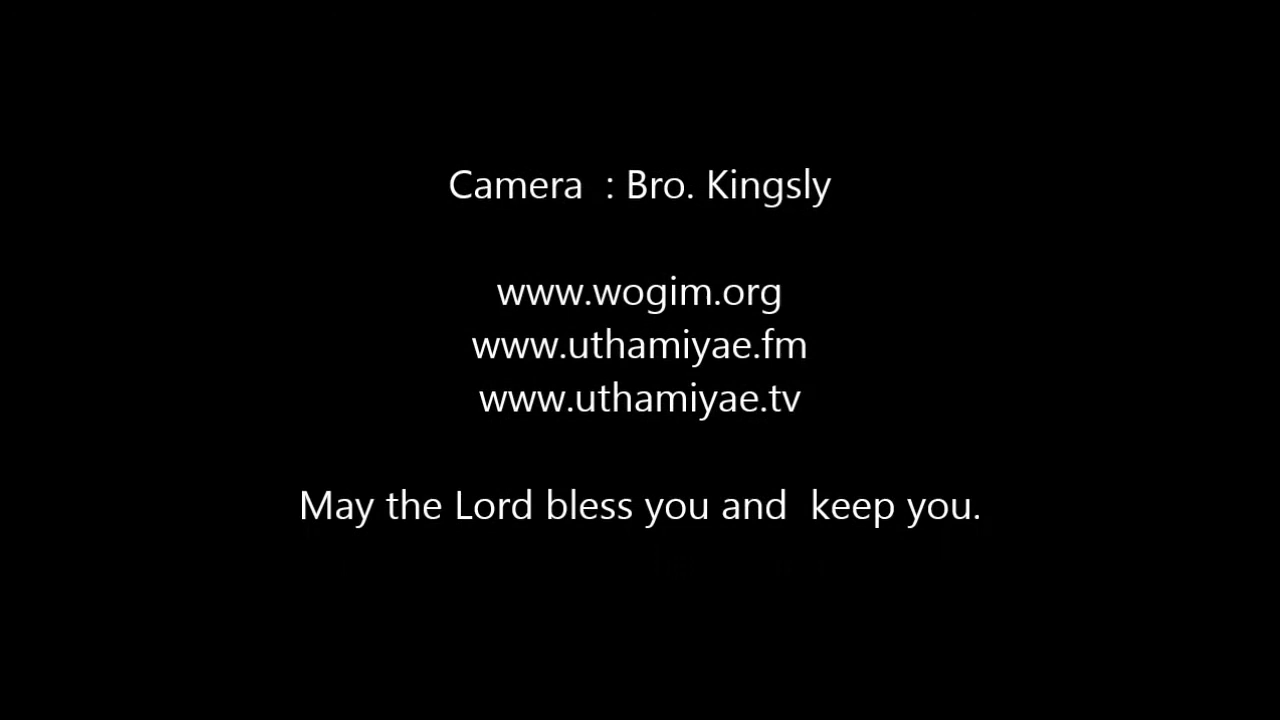 Camera  : Bro. Kingsly
www.wogim.org
www.uthamiyae.fm
www.uthamiyae.tv
May the Lord bless you and  keep you.